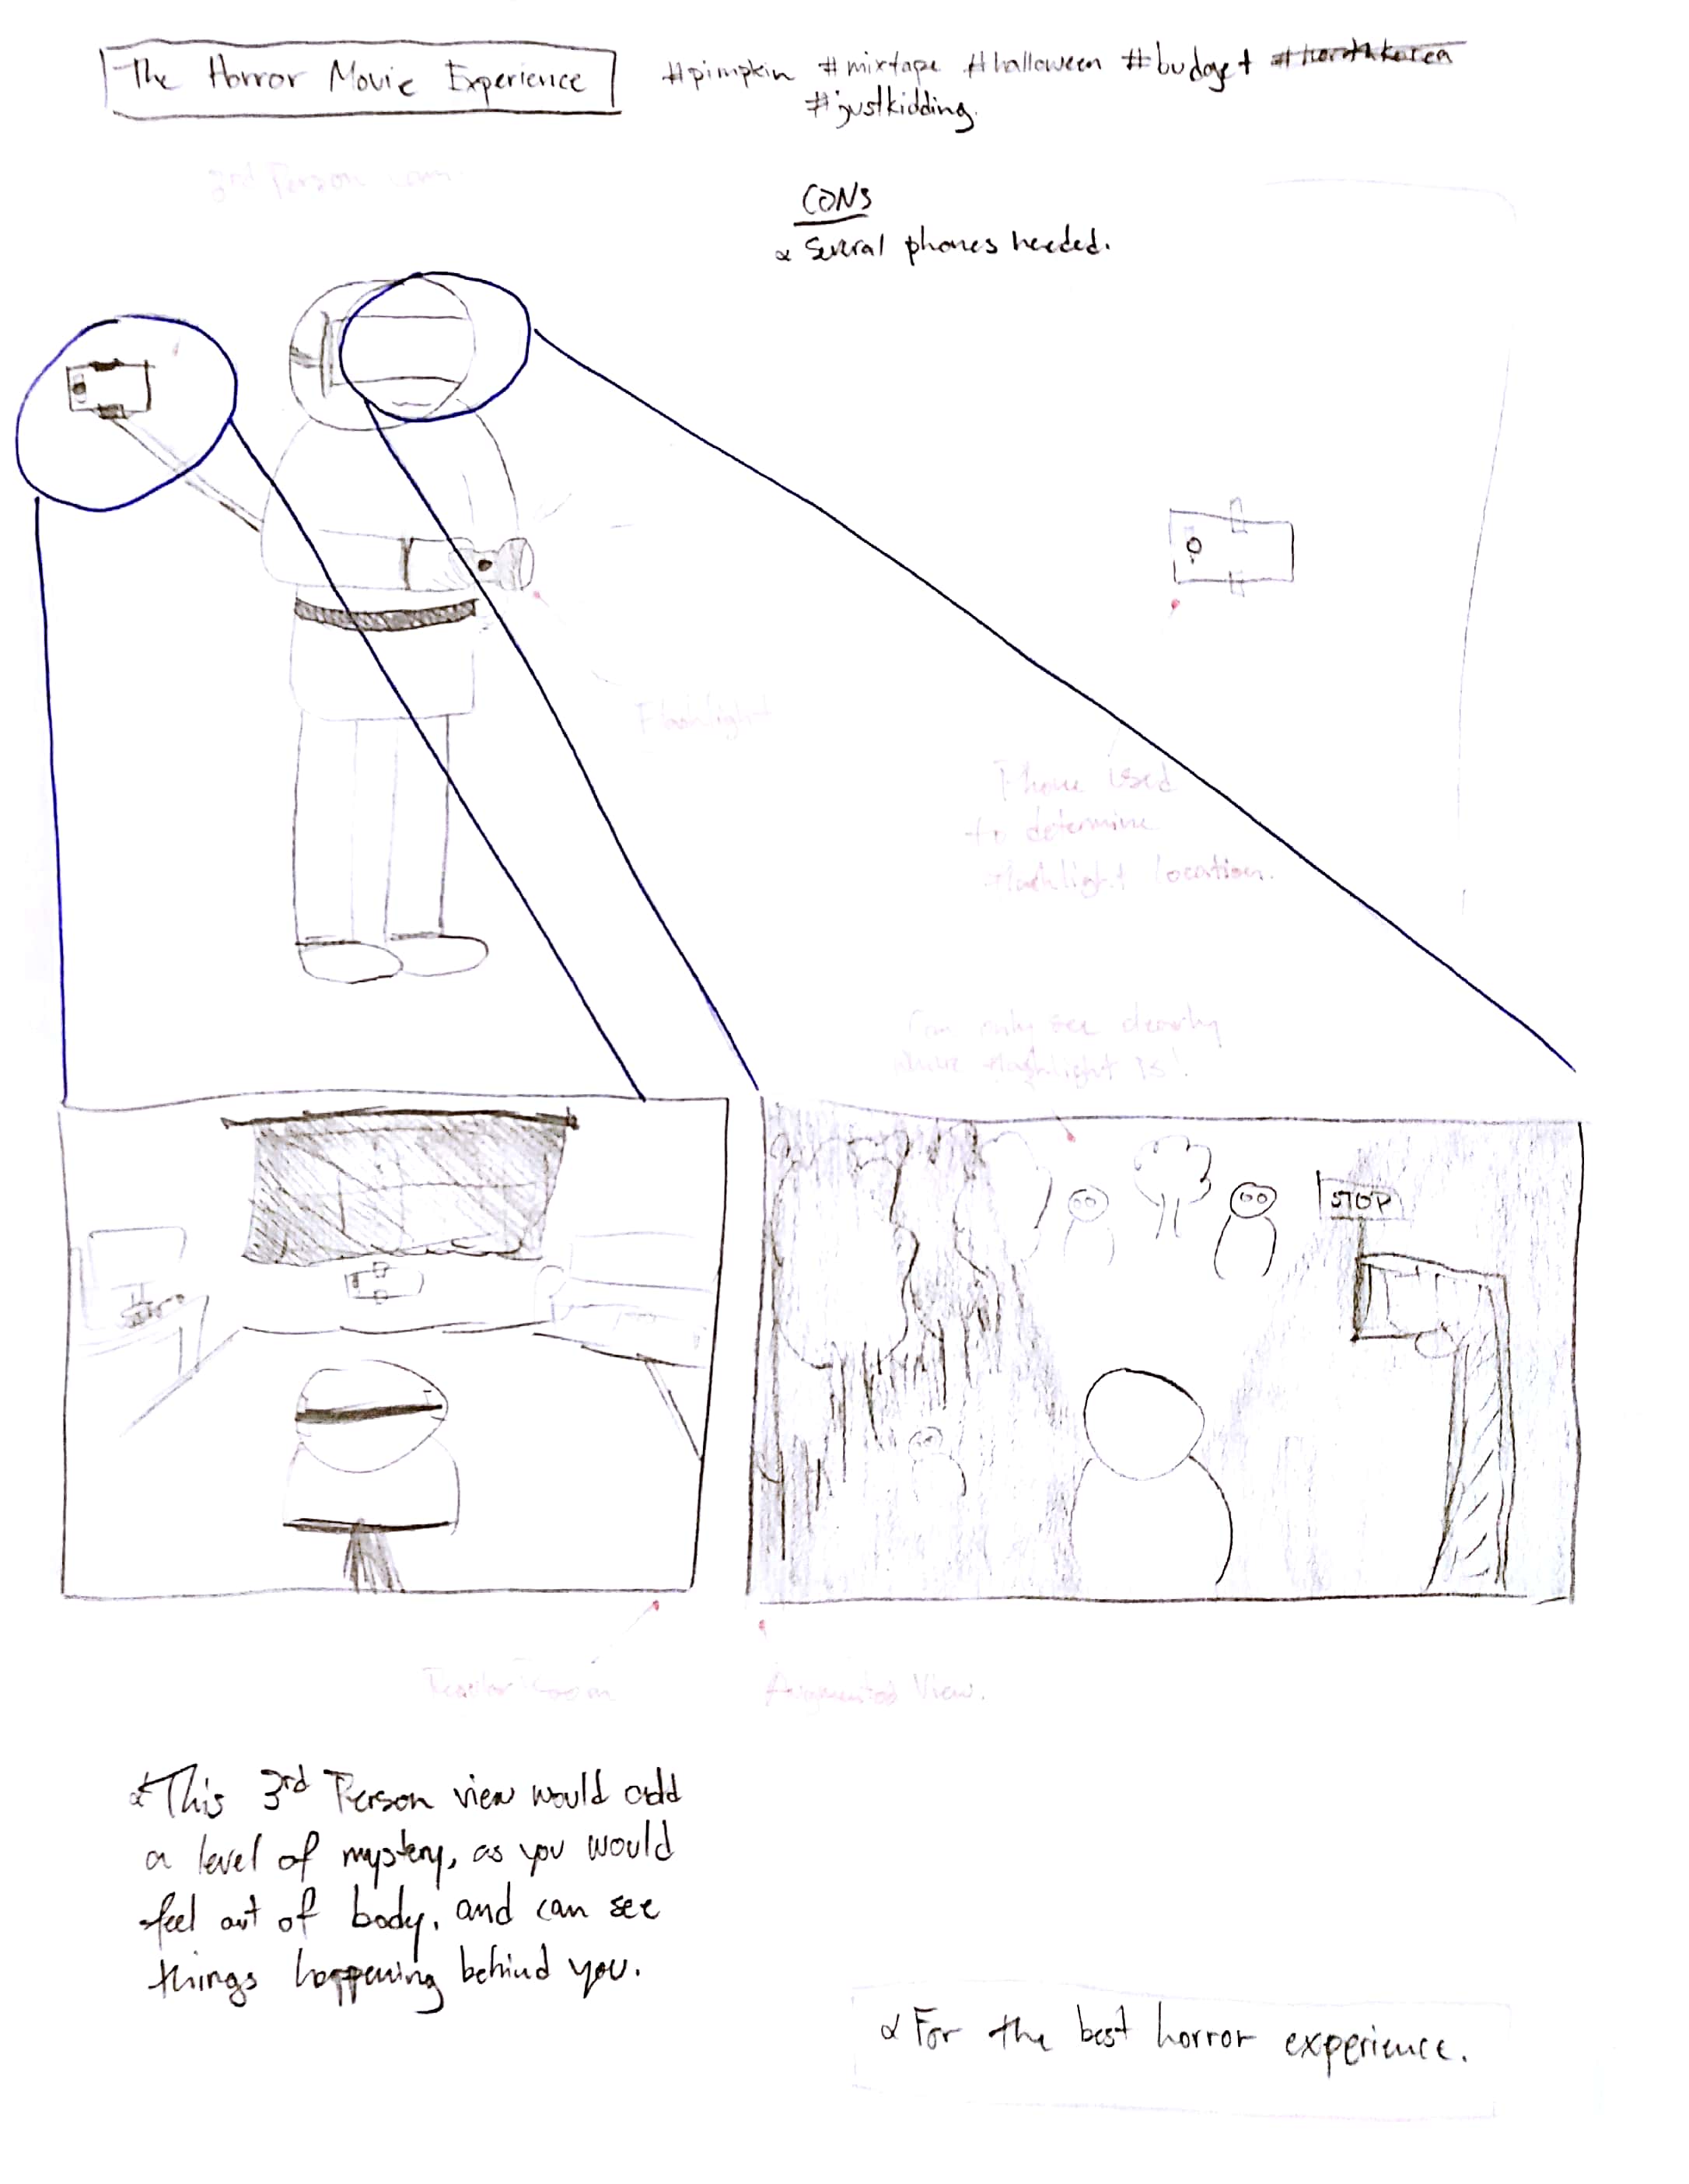 The Horror Movie Experience
#pimpkin #mixtape #halloween #budget #northkorea
#justkidding.
3rd Person cam.
CONS
∝ Several phones needed.
Flashlight
Phone used
to determine
flashlight location.
Can only see clearly
where flashlight is!
STOP
Room
Augmented View.
∝ This 3rd Person view would add
a level of mystery, as you would
feel out of body, and can see
things happening behind you.
∝ For the best horror experience.